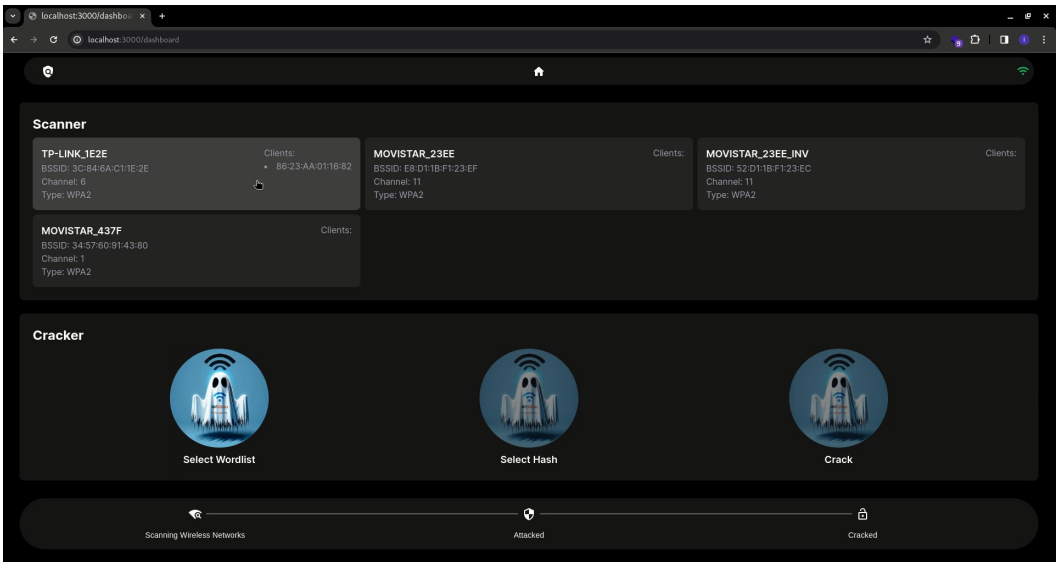 localhost:3000/dashboa
localhost:3000/dashboard
9
Scanner
TP-LINK_1E2E
BSSID: 3C:84:6A:C1:1E:2E
Channel: 6
Type: WPA2
Clients:
86:23:AA:01:16:82
MOVISTAR_23EE
BSSID: E8:D1:1B:F1:23:EF
Channel: 11
Type: WPA2
Clients:
MOVISTAR_23EE_INV
BSSID: 52:D1:1B:F1:23:EC
Channel: 11
Type: WPA2
Clients:
MOVISTAR_437F
BSSID: 34:57:60:91:43:80
Channel: 1
Type: WPA2
Clients:
Cracker
Select Wordlist
Select Hash
Crack
Scanning Wireless Networks
Attacked
Cracked